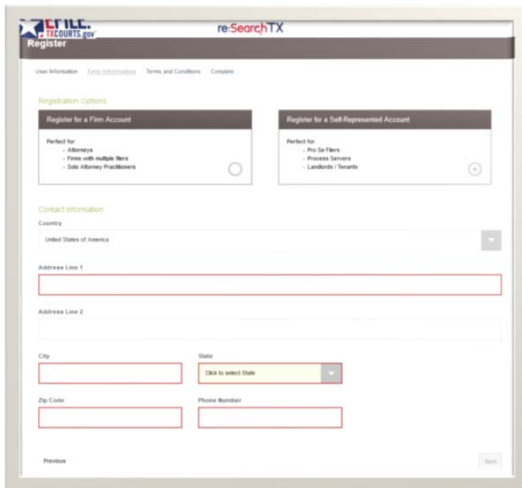 EFILE.
TXCOURTS.gov
re:SearchTX
Register
User Information Firm Information Terms and Conditions Complete
Registration Options
Register for a Firm Account
Perfect for:
- Attorneys
- Firms with multiple filers
- Sole Attorney Practitioners
Register for a Self-Represented Account
Perfect for:
- Pro Se Filers
- Process Servers
- Landlords / Tenants
Contact Information
Country
United States of America
Address Line 1
Address Line 2
City State
Click to select State
Zip Code Phone Number
Previous Next